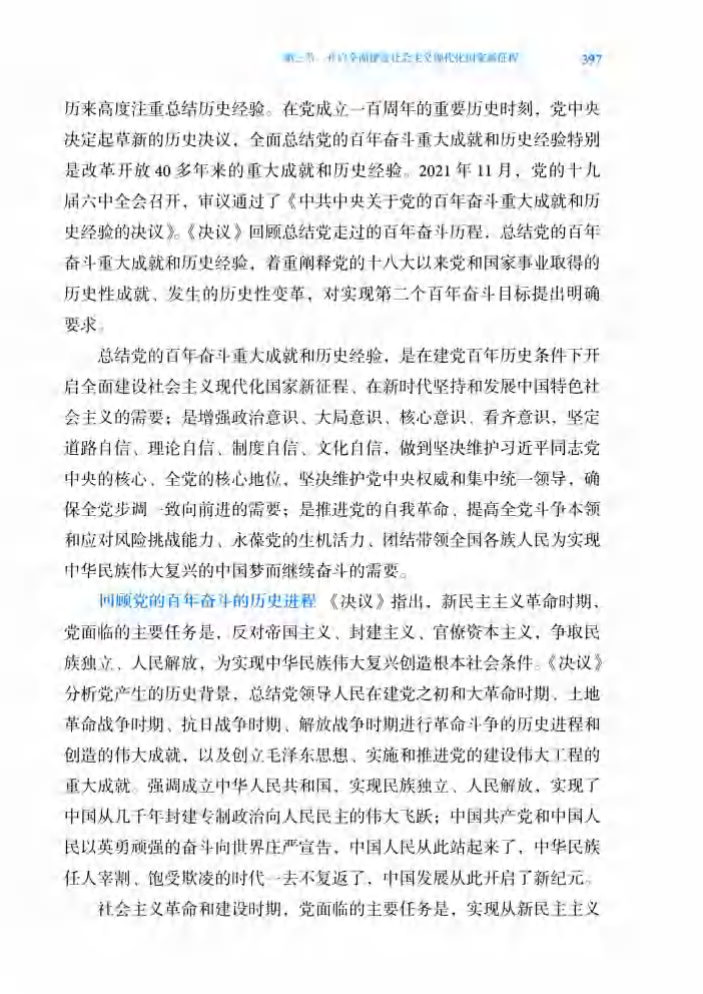 第三节 开启全面建设社会主义现代化国家新征程 397
历来高度注重总结历史经验。在党成立一百周年的重要历史时刻，党中央
决定起草新的历史决议，全面总结党的百年奋斗重大成就和历史经验特别
是改革开放 40 多年来的重大成就和历史经验。2021 年 11 月，党的十九
届六中全会召开，审议通过了《中共中央关于党的百年奋斗重大成就和历
史经验的决议》。《决议》回顾总结党走过的百年奋斗历程，总结党的百年
奋斗重大成就和历史经验，着重阐释党的十八大以来党和国家事业取得的
历史性成就、发生的历史性变革，对实现第二个百年奋斗目标提出明确
要求。
总结党的百年奋斗重大成就和历史经验，是在建党百年历史条件下开
启全面建设社会主义现代化国家新征程、在新时代坚持和发展中国特色社
会主义的需要；是增强政治意识、大局意识、核心意识、看齐意识，坚定
道路自信、理论自信、制度自信、文化自信，做到坚决维护习近平同志党
中央的核心、全党的核心地位，坚决维护党中央权威和集中统一领导，确
保全党步调一致向前进的需要；是推进党的自我革命、提高全党斗争本领
和应对风险挑战能力、永葆党的生机活力、团结带领全国各族人民为实现
中华民族伟大复兴的中国梦而继续奋斗的需要。
回顾党的百年奋斗的历史进程 《决议》指出，新民主主义革命时期，
党面临的主要任务是，反对帝国主义、封建主义、官僚资本主义，争取民
族独立、人民解放，为实现中华民族伟大复兴创造根本社会条件。《决议》
分析党产生的历史背景，总结党领导人民在建党之初和大革命时期、土地
革命战争时期、抗日战争时期、解放战争时期进行革命斗争的历史进程和
创造的伟大成就，以及创立毛泽东思想、实施和推进党的建设伟大工程的
重大成就。强调成立中华人民共和国，实现民族独立、人民解放，实现了
中国从几千年封建专制政治向人民民主的伟大飞跃；中国共产党和中国人
民以英勇顽强的奋斗向世界庄严宣告，中国人民从此站起来了，中华民族
任人宰割、饱受欺凌的时代一去不复返了，中国发展从此开启了新纪元。
社会主义革命和建设时期，党面临的主要任务是，实现从新民主主义